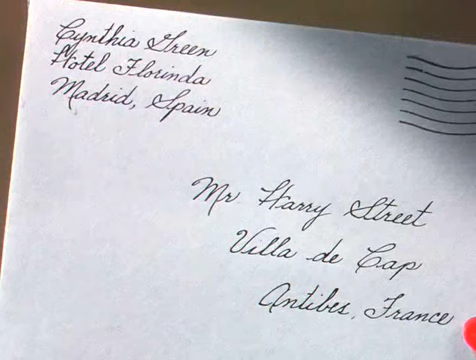 Cynthia Green
Hotel Florinda
Madrid, Spain
Mr. Harry Street
Villa de Cap
Antibes, France